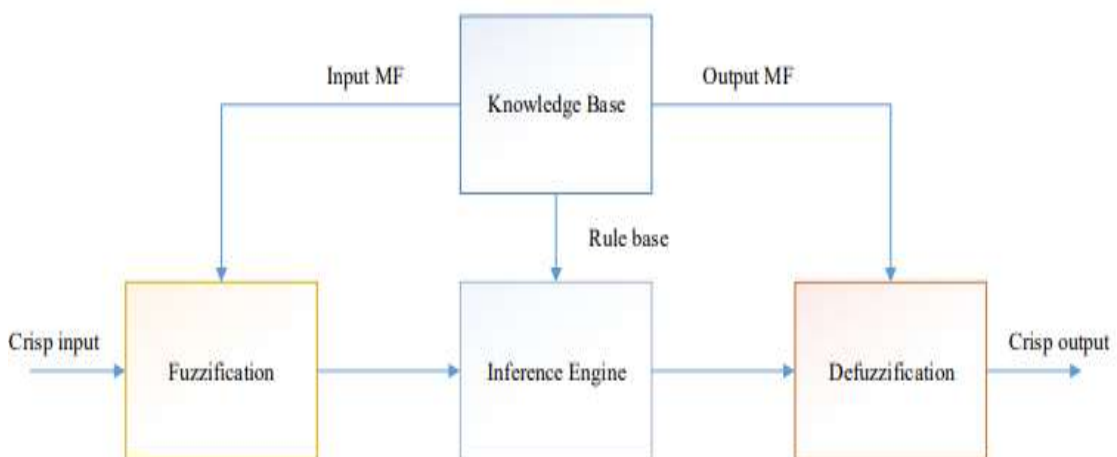 Input MF
Knowledge Base
Output MF
Rule base
Crisp input
Fuzzification
Inference Engine
Defuzzification
Crisp output